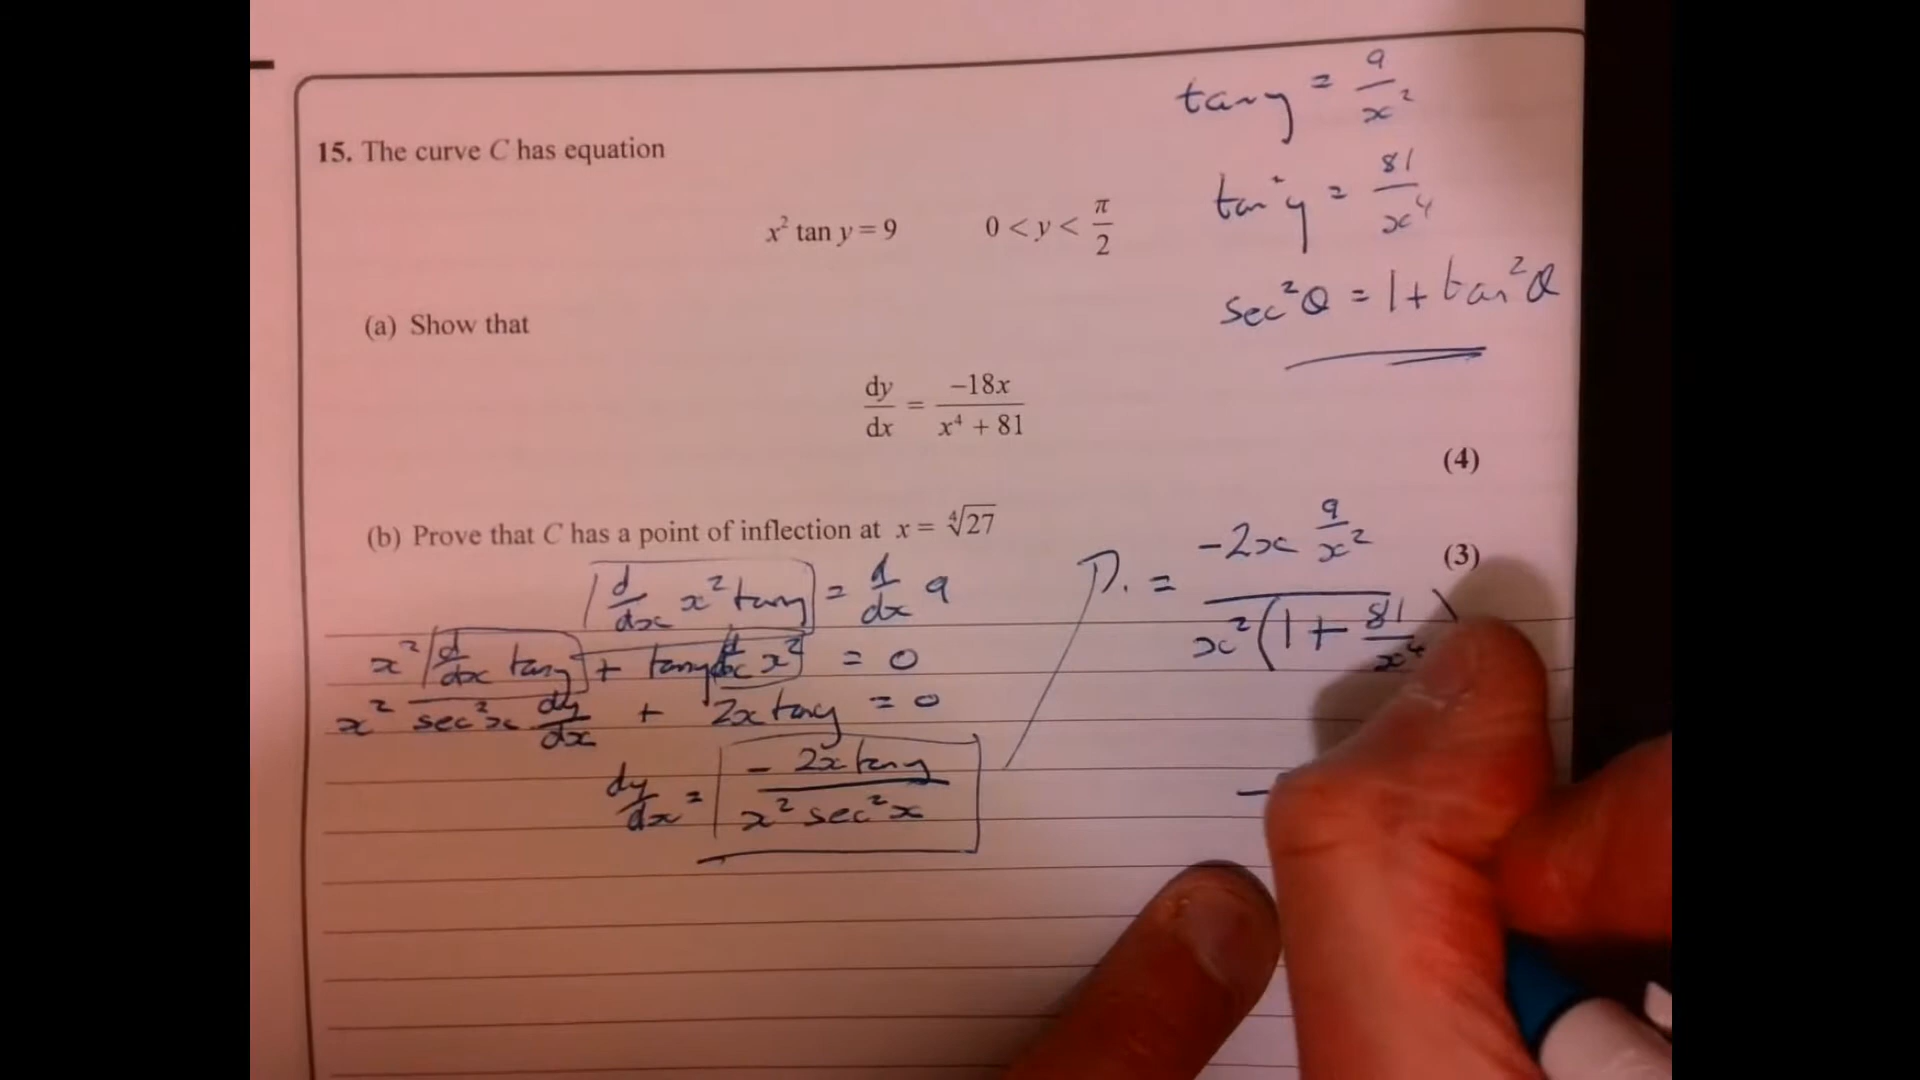 15. The curve C has equation
x² tan y = 9    0 < y < π/2
(a) Show that
dy/dx = -18x/(x⁴ + 81)
(4)
(b) Prove that C has a point of inflection at x = ∜27
(3)
tan y = 9/x²
tan²y = 81/x⁴
sec²θ = 1 + tan²θ
d/dx x² tan y = d/dx 9
x² d/dx tan y + tan y d/dx x² = 0
x² sec²x dy/dx + 2x tan y = 0
dy/dx = - 2x tan y / x² sec²x
D. = -2x 9/x² / x²(1 + 81/x⁴)
-